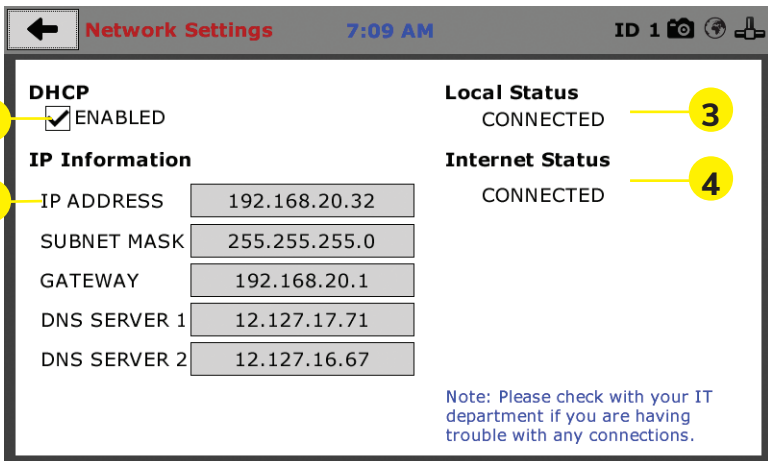 Network Settings 7:09 AM ID 1
DHCP
ENABLED
IP Information
IP ADDRESS 192.168.20.32
SUBNET MASK 255.255.255.0
GATEWAY 192.168.20.1
DNS SERVER 1 12.127.17.71
DNS SERVER 2 12.127.16.67
Local Status
CONNECTED 3
Internet Status
CONNECTED 4
Note: Please check with your IT
department if you are having
trouble with any connections.